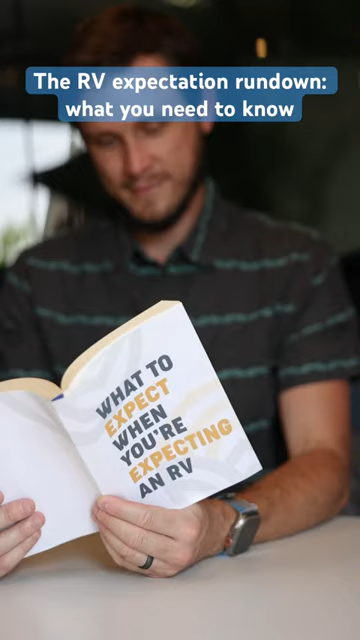 The RV expectation rundown:
what you need to know
WHAT TO
EXPECT
WHEN
YOU'RE
EXPECTING
AN RV